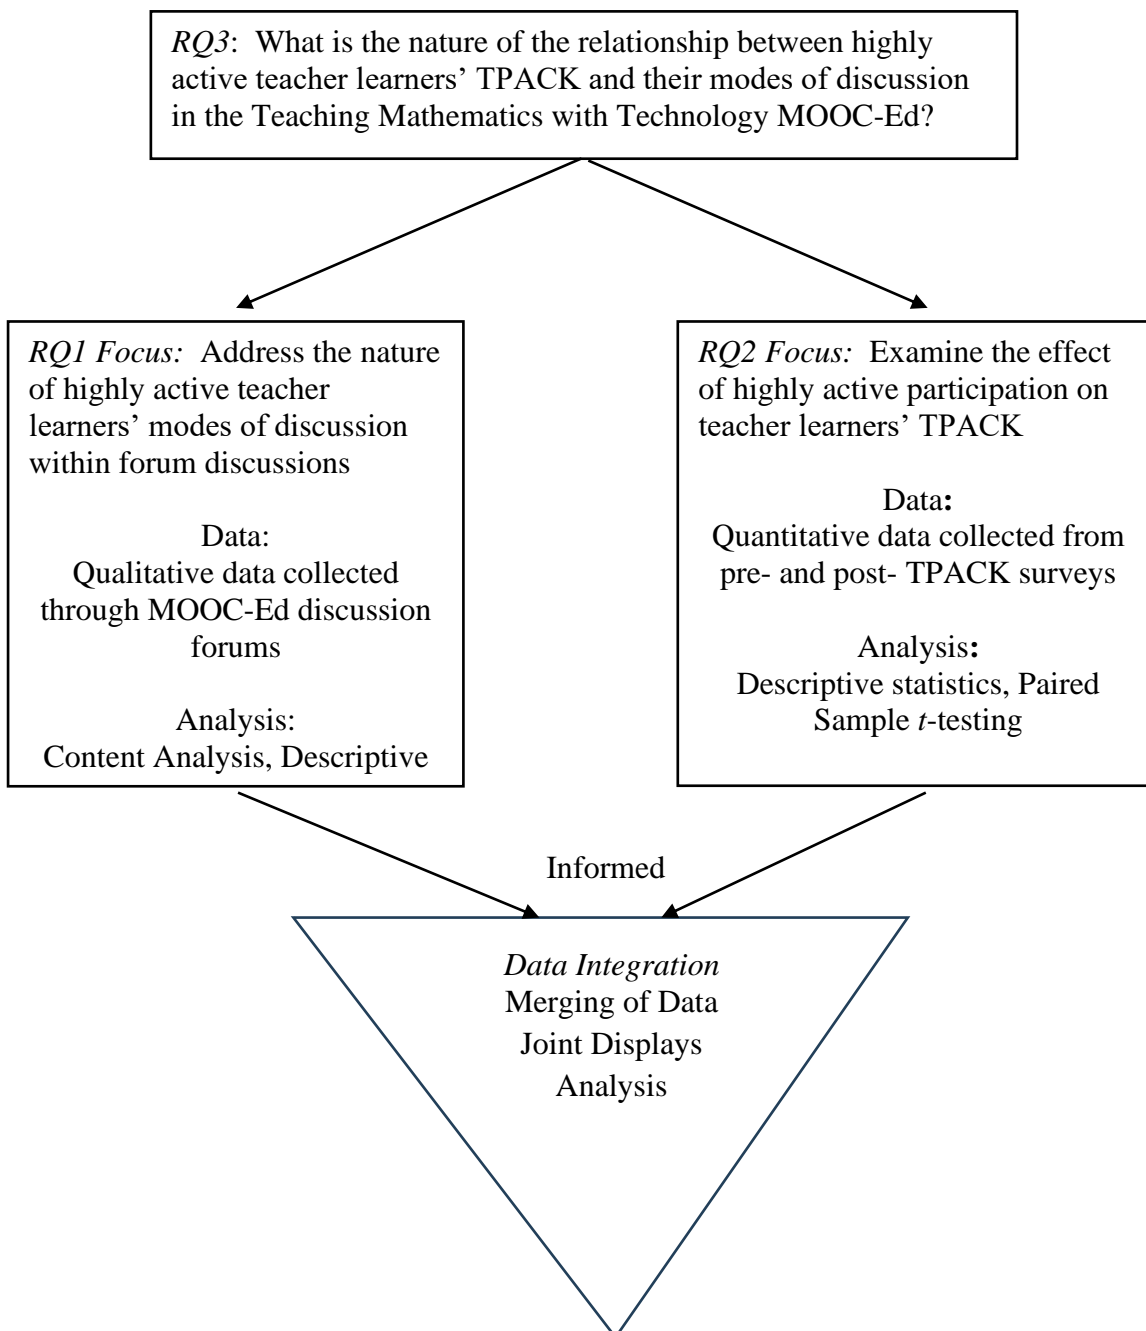 RQ3:  What is the nature of the relationship between highly
active teacher learners’ TPACK and their modes of discussion
in the Teaching Mathematics with Technology MOOC-Ed?
RQ1 Focus:  Address the nature
of highly active teacher
learners’ modes of discussion
within forum discussions
Data:
Qualitative data collected
through MOOC-Ed discussion
forums
Analysis:
Content Analysis, Descriptive
RQ2 Focus:  Examine the effect
of highly active participation on
teacher learners’ TPACK
Data:
Quantitative data collected from
pre- and post- TPACK surveys
Analysis:
Descriptive statistics, Paired
Sample t-testing
Informed
Data Integration
Merging of Data
Joint Displays
Analysis